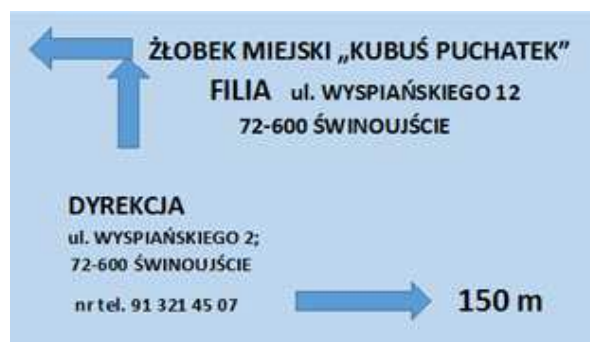 ŻŁOBEK MIEJSKI „KUBUŚ PUCHATEK”
FILIA ul. WYSPIAŃSKIEGO 12
72-600 ŚWINOUJŚCIE
DYREKCJA
ul. WYSPIAŃSKIEGO 2;
72-600 ŚWINOUJŚCIE
nr tel. 91 321 45 07
150 m